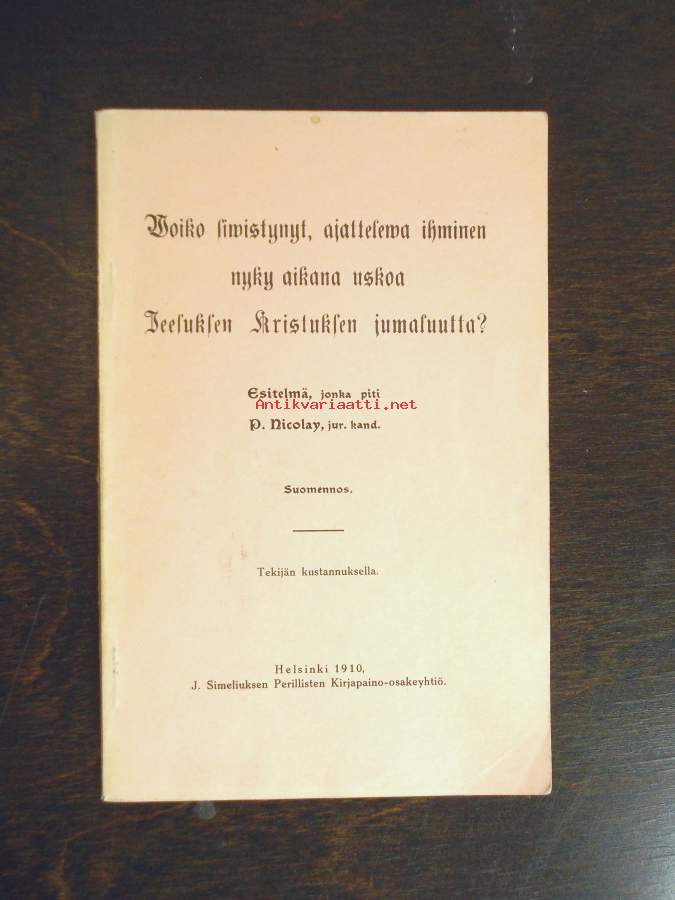 Woiko siwistynyt, ajattelewa ihminen
nyky aikana uskoa
Jeesuksen Kristuksen jumaluutta?
Esitelmä, jonka piti
Antikvariaatti.net
P. Nicolay, jur. kand.
Suomennos.
Tekijän kustannuksella.
Helsinki 1910,
J. Simeliuksen Perillisten Kirjapaino-osakeyhtiö.